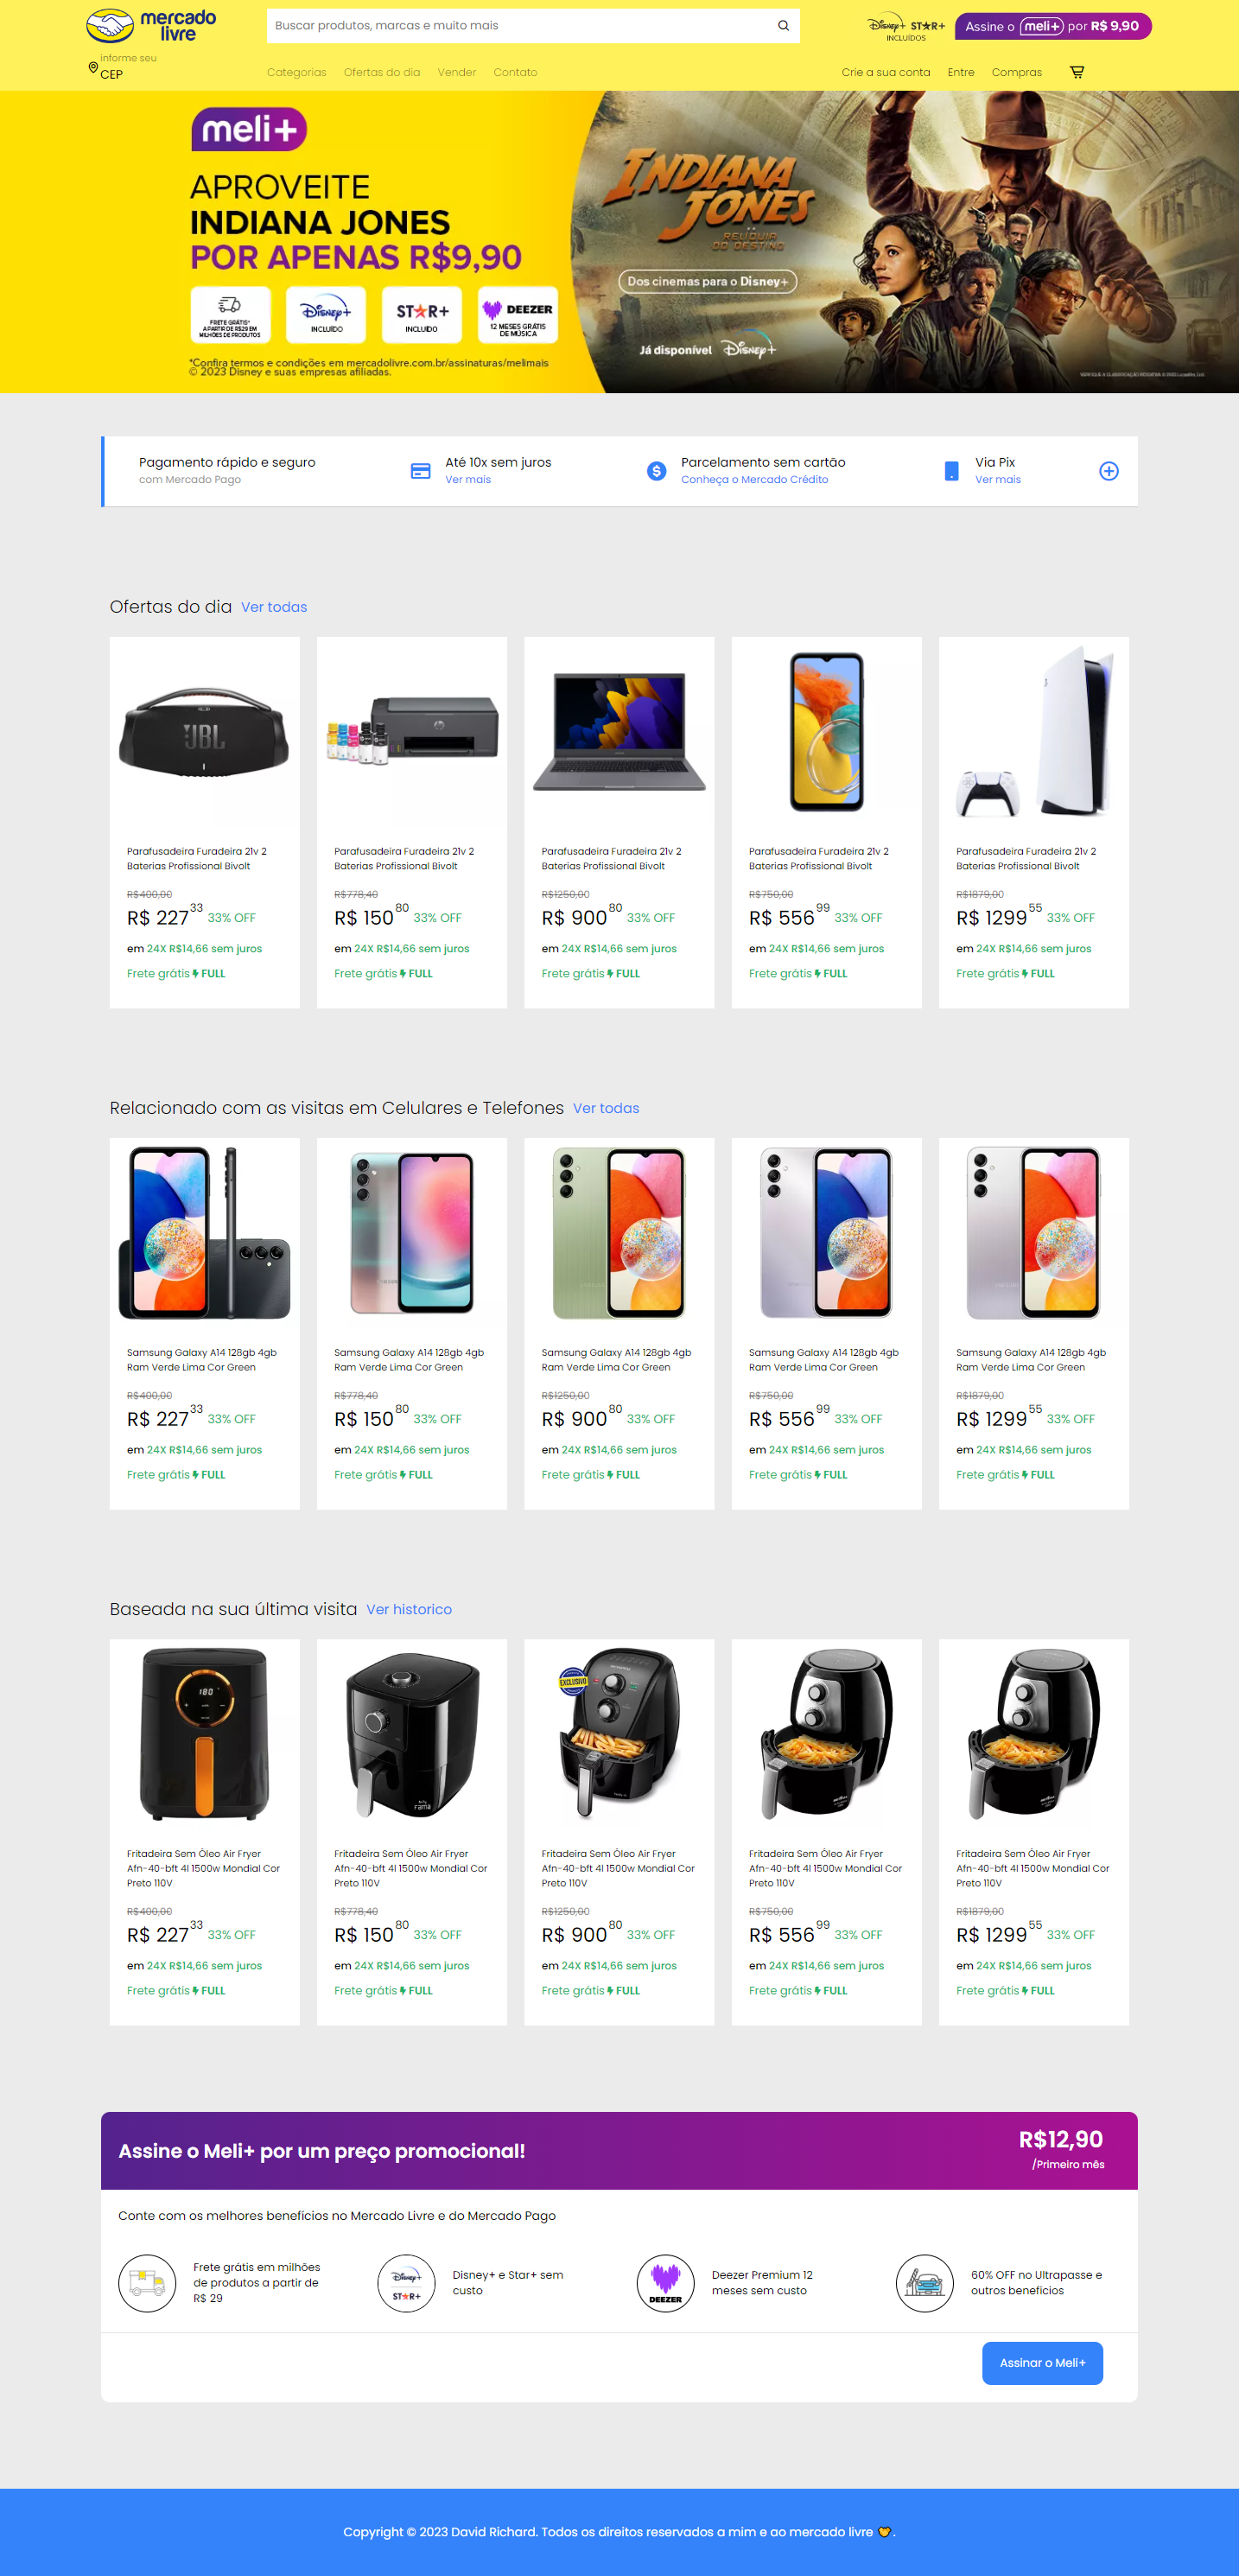 mercado
livre
Buscar produtos, marcas e muito mais
Disney+ STAR+
INCLUÍDOS
Assine o meli+ por R$ 9,90
informe seu
CEP
Categorias Ofertas do dia Vender Contato
Crie a sua conta Entre Compras
meli+
APROVEITE
INDIANA JONES
POR APENAS R$9,90
FRETE GRÁTIS*
A PARTIR DE R$29 EM
MILHÕES DE PRODUTOS
Disney+
INCLUÍDO
STAR+
INCLUÍDO
DEEZER
12 MESES GRÁTIS
DE MÚSICA
*Confira termos e condições em mercadolivre.com.br/assinaturas/melimais
© 2023 Disney e suas empresas afiliadas.
INDIANA
JONES
RELÍQUIA
DO DESTINO
Dos cinemas para o Disney+
Já disponível Disney+
Pagamento rápido e seguro
com Mercado Pago
Até 10x sem juros
Ver mais
Parcelamento sem cartão
Conheça o Mercado Crédito
Via Pix
Ver mais
Ofertas do dia Ver todas
JBL
hp
Parafusadeira Furadeira 21v 2
Baterias Profissional Bivolt
R$400,00
R$ 227 33 33% OFF
em 24X R$14,66 sem juros
Frete grátis FULL
Parafusadeira Furadeira 21v 2
Baterias Profissional Bivolt
R$778,40
R$ 150 80 33% OFF
em 24X R$14,66 sem juros
Frete grátis FULL
Parafusadeira Furadeira 21v 2
Baterias Profissional Bivolt
R$1250,00
R$ 900 80 33% OFF
em 24X R$14,66 sem juros
Frete grátis FULL
Parafusadeira Furadeira 21v 2
Baterias Profissional Bivolt
R$750,00
R$ 556 99 33% OFF
em 24X R$14,66 sem juros
Frete grátis FULL
Parafusadeira Furadeira 21v 2
Baterias Profissional Bivolt
R$1879,00
R$ 1299 55 33% OFF
em 24X R$14,66 sem juros
Frete grátis FULL
Relacionado com as visitas em Celulares e Telefones Ver todas
Samsung Galaxy A14 128gb 4gb
Ram Verde Lima Cor Green
R$400,00
R$ 227 33 33% OFF
em 24X R$14,66 sem juros
Frete grátis FULL
Samsung Galaxy A14 128gb 4gb
Ram Verde Lima Cor Green
R$778,40
R$ 150 80 33% OFF
em 24X R$14,66 sem juros
Frete grátis FULL
Samsung Galaxy A14 128gb 4gb
Ram Verde Lima Cor Green
R$1250,00
R$ 900 80 33% OFF
em 24X R$14,66 sem juros
Frete grátis FULL
Samsung Galaxy A14 128gb 4gb
Ram Verde Lima Cor Green
R$750,00
R$ 556 99 33% OFF
em 24X R$14,66 sem juros
Frete grátis FULL
Samsung Galaxy A14 128gb 4gb
Ram Verde Lima Cor Green
R$1879,00
R$ 1299 55 33% OFF
em 24X R$14,66 sem juros
Frete grátis FULL
Baseada na sua última visita Ver historico
180
Fama
EXCLUSIVO
Fritadeira Sem Óleo Air Fryer
Afn-40-bft 4l 1500w Mondial Cor
Preto 110V
R$400,00
R$ 227 33 33% OFF
em 24X R$14,66 sem juros
Frete grátis FULL
Fritadeira Sem Óleo Air Fryer
Afn-40-bft 4l 1500w Mondial Cor
Preto 110V
R$778,40
R$ 150 80 33% OFF
em 24X R$14,66 sem juros
Frete grátis FULL
Fritadeira Sem Óleo Air Fryer
Afn-40-bft 4l 1500w Mondial Cor
Preto 110V
R$1250,00
R$ 900 80 33% OFF
em 24X R$14,66 sem juros
Frete grátis FULL
Fritadeira Sem Óleo Air Fryer
Afn-40-bft 4l 1500w Mondial Cor
Preto 110V
R$750,00
R$ 556 99 33% OFF
em 24X R$14,66 sem juros
Frete grátis FULL
Fritadeira Sem Óleo Air Fryer
Afn-40-bft 4l 1500w Mondial Cor
Preto 110V
R$1879,00
R$ 1299 55 33% OFF
em 24X R$14,66 sem juros
Frete grátis FULL
Assine o Meli+ por um preço promocional!
R$12,90
/Primeiro mês
Conte com os melhores benefícios no Mercado Livre e do Mercado Pago
Frete grátis em milhões
de produtos a partir de
R$ 29
Disney+
STAR+
Disney+ e Star+ sem
custo
DEEZER
Deezer Premium 12
meses sem custo
60% OFF no Ultrapasse e
outros benefícios
Assinar o Meli+
Copyright © 2023 David Richard. Todos os direitos reservados a mim e ao mercado livre 💛.